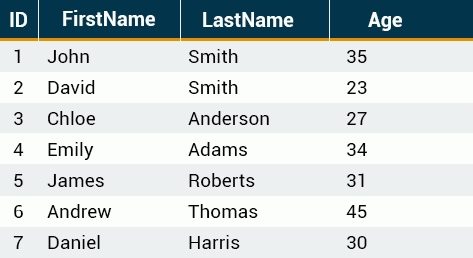 ID FirstName LastName Age
1 John Smith 35
2 David Smith 23
3 Chloe Anderson 27
4 Emily Adams 34
5 James Roberts 31
6 Andrew Thomas 45
7 Daniel Harris 30